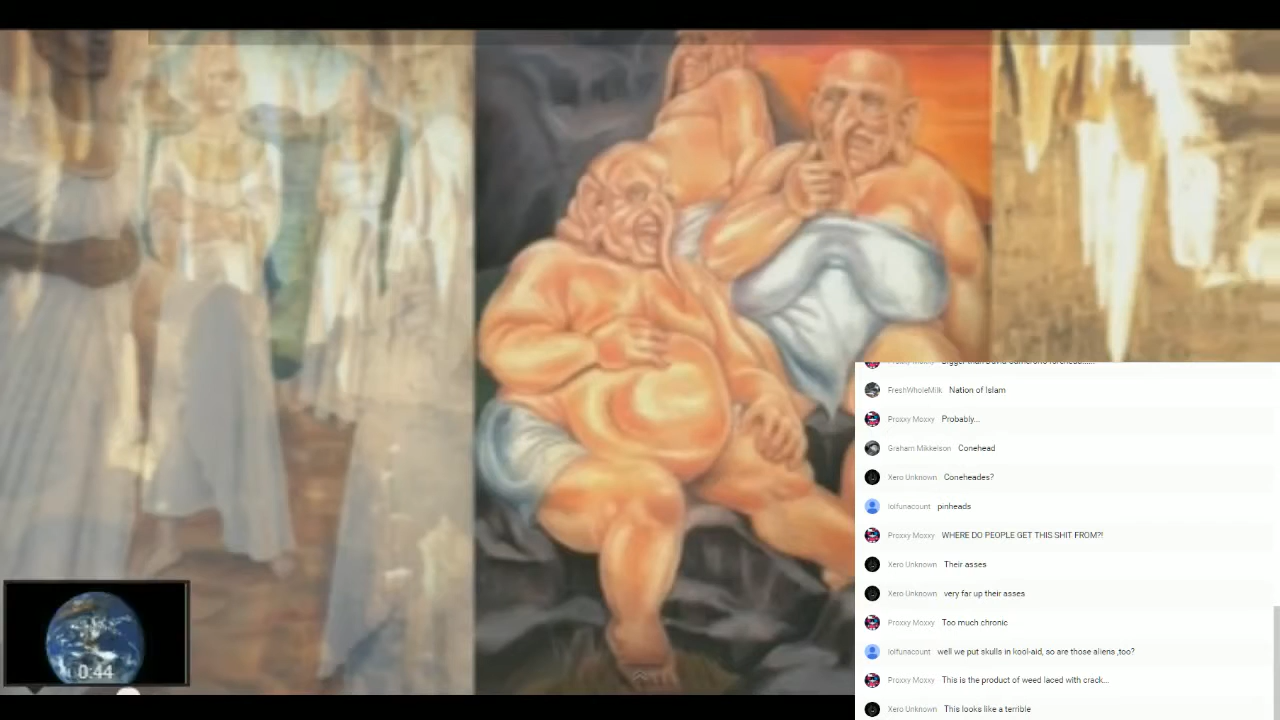 FreshWholeMilk Nation of Islam
Proxxy Moxxy Probably...
Graham Mikkelson Conehead
Xero Unknown Coneheades?
lolfunacount pinheads
Proxxy Moxxy WHERE DO PEOPLE GET THIS SHIT FROM?!
Xero Unknown Their asses
Xero Unknown very far up their asses
Proxxy Moxxy Too much chronic
lolfunacount well we put skulls in kool-aid, so are those aliens ,too?
Proxxy Moxxy This is the product of weed laced with crack...
Xero Unknown This looks like a terrible
0:44